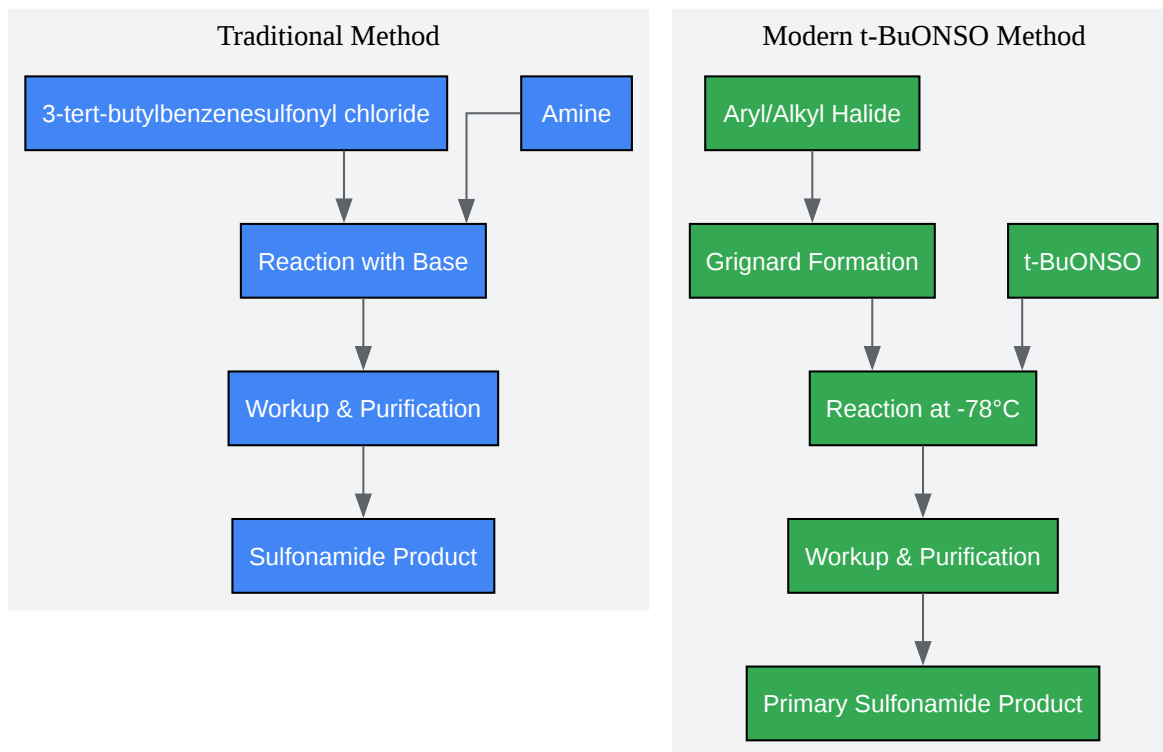 Traditional Method
3-tert-butylbenzenesulfonyl chloride
Amine
Reaction with Base
Workup & Purification
Sulfonamide Product
Modern t-BuONSO Method
Aryl/Alkyl Halide
Grignard Formation
t-BuONSO
Reaction at -78°C
Workup & Purification
Primary Sulfonamide Product